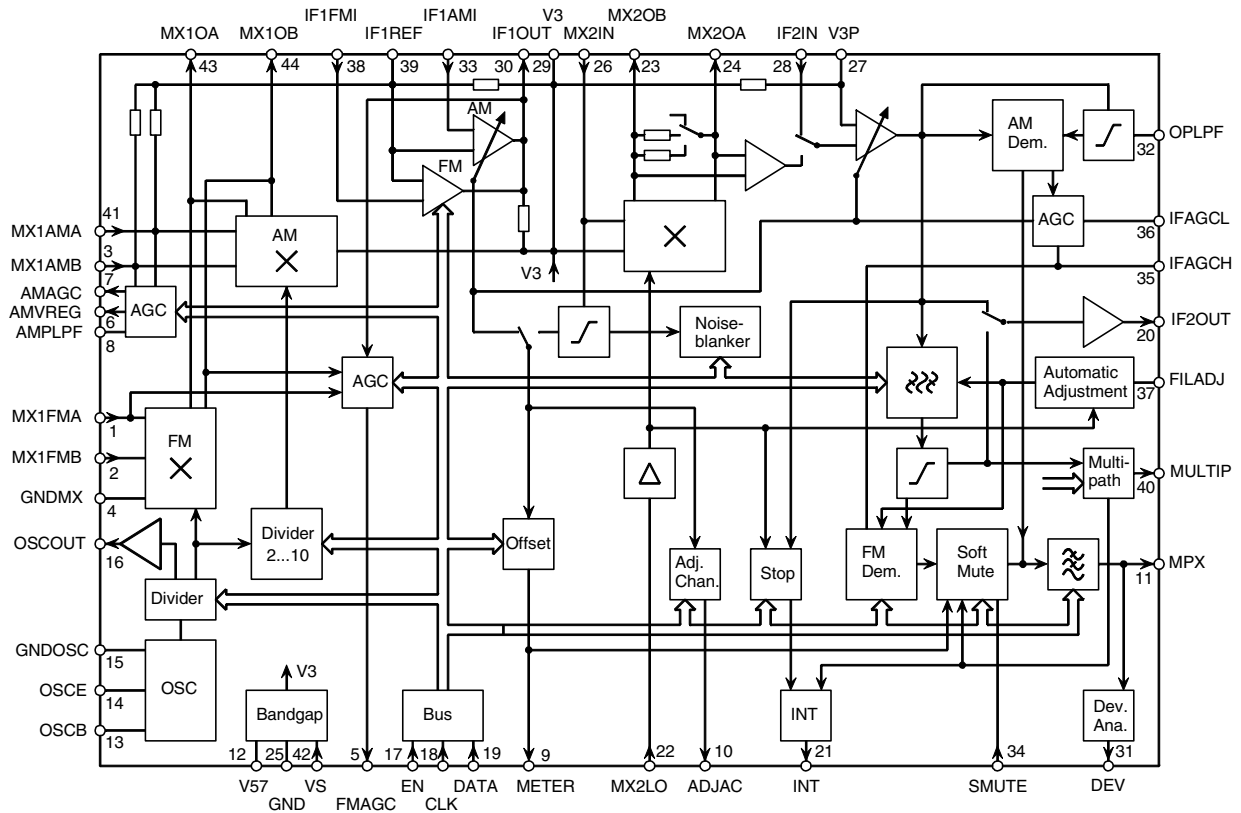 IF1FMI IF1AMI V3 MX2OB
MX1OA MX1OB IF1REF IF1OUT MX2IN MX2OA IF2IN V3P
43 44 38 39 33 30 29 26 23 24 28 27
AM
AM
Dem.
OPLPF
32
FM
41
MX1AMA
AM
AGC
IFAGCL
36
3
MX1AMB
V3
IFAGCH
35
7
AMAGC
AMVREG
6
AMPLPF
8
AGC
Noise-
blanker
IF2OUT
20
AGC
Automatic
Adjustment
FILADJ
37
MX1FMA
1
FM
MX1FMB
2
Multi-
path
MULTIP
40
GNDMX
4
OSCOUT
16
Divider
2...10
Offset
Adj.
Chan.
Stop
FM
Dem.
Soft
Mute
MPX
11
Divider
GNDOSC
15
OSC
V3
OSCE
14
Bandgap
Bus
INT
Dev.
Ana.
OSCB
13
12 25 42 5 17 18 19 9 22 10 21 34 31
V57 VS EN DATA METER MX2LO ADJAC INT SMUTE DEV
GND FMAGC CLK